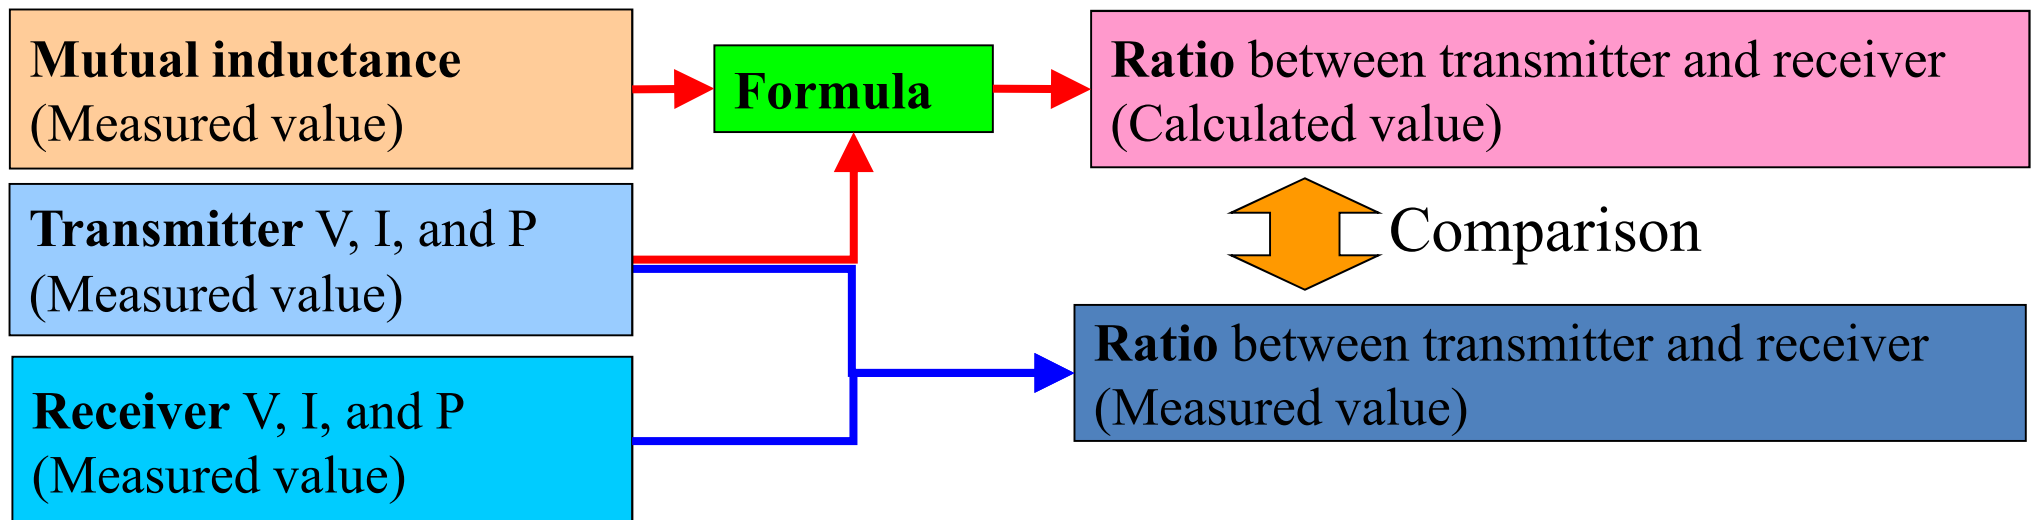 Mutual inductance
(Measured value)
Formula
Ratio between transmitter and receiver
(Calculated value)
Transmitter V, I, and P
(Measured value)
Comparison
Ratio between transmitter and receiver
(Measured value)
Receiver V, I, and P
(Measured value)